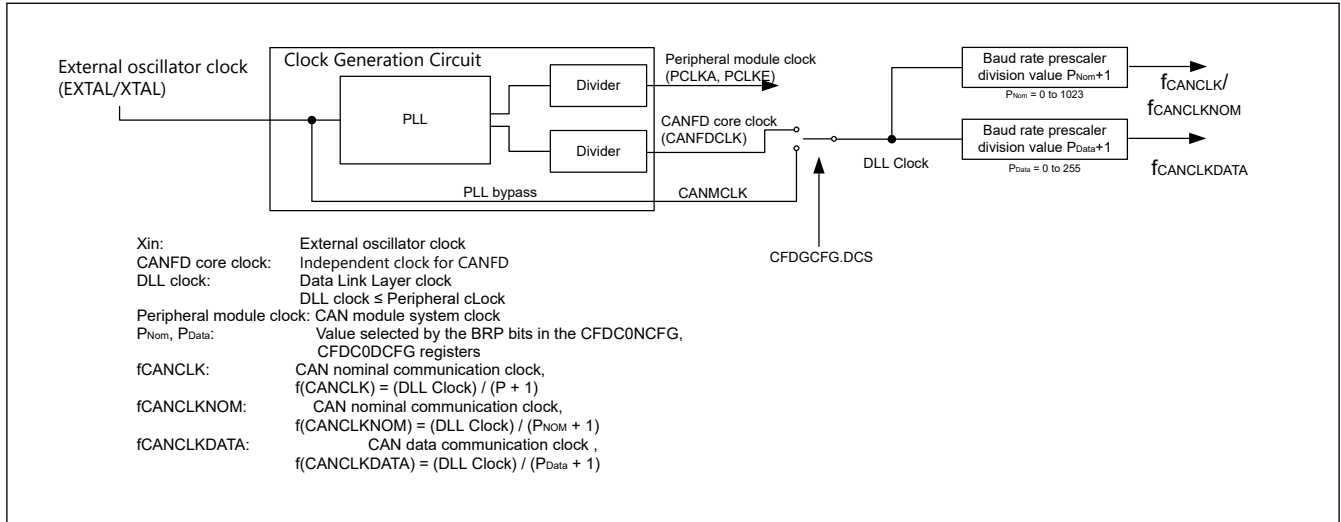 External oscillator clock
(EXTAL/XTAL)
Clock Generation Circuit
PLL
Divider
Divider
Peripheral module clock
(PCLKA, PCLKE)
CANFD core clock
(CANFDCLK)
PLL bypass
CANMCLK
CFDGCFG.DCS
DLL Clock
Baud rate prescaler
division value PNom+1
PNom = 0 to 1023
fCANCLK/
fCANCLKNOM
Baud rate prescaler
division value PData+1
PData = 0 to 255
fCANCLKDATA
Xin: External oscillator clock
CANFD core clock: Independent clock for CANFD
DLL clock: Data Link Layer clock
DLL clock ≤ Peripheral cLock
Peripheral module clock: CAN module system clock
PNom, PData: Value selected by the BRP bits in the CFDC0NCFG,
CFDC0DCFG registers
fCANCLK: CAN nominal communication clock,
f(CANCLK) = (DLL Clock) / (P + 1)
fCANCLKNOM: CAN nominal communication clock,
f(CANCLKNOM) = (DLL Clock) / (PNOM + 1)
fCANCLKDATA: CAN data communication clock ,
f(CANCLKDATA) = (DLL Clock) / (PData + 1)